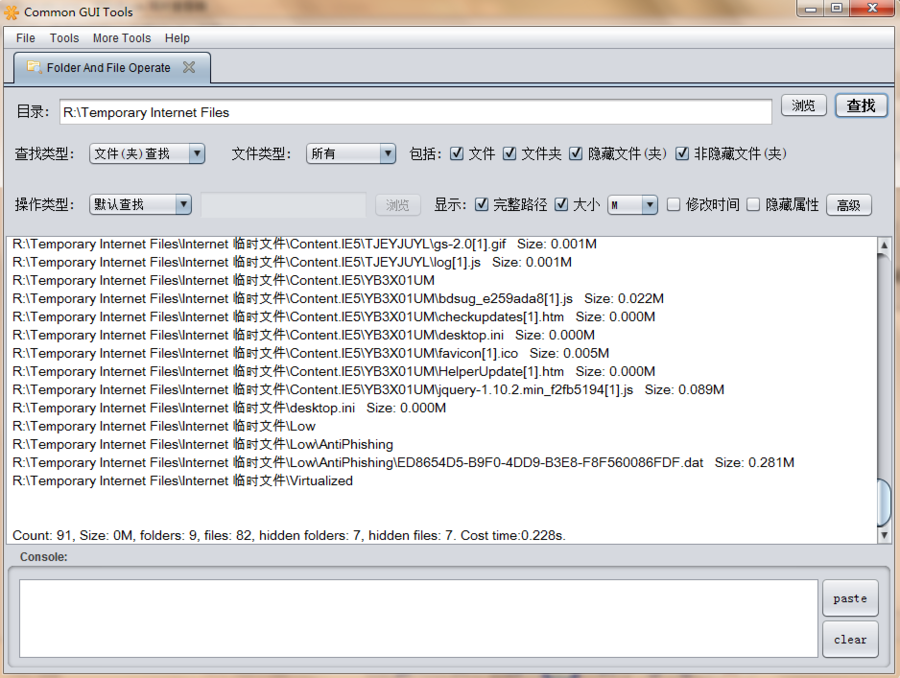 Common GUI Tools
File Tools More Tools Help
Folder And File Operate
目录: R:\Temporary Internet Files 浏览 查找
查找类型: 文件(夹)查找 文件类型: 所有 包括: 文件 文件夹 隐藏文件(夹) 非隐藏文件(夹)
操作类型: 默认查找 浏览 显示: 完整路径 大小 M 修改时间 隐藏属性 高级
R:\Temporary Internet Files\Internet 临时文件\Content.IE5\TJEYJUYL\gs-2.0[1].gif Size: 0.001M
R:\Temporary Internet Files\Internet 临时文件\Content.IE5\TJEYJUYL\log[1].js Size: 0.001M
R:\Temporary Internet Files\Internet 临时文件\Content.IE5\YB3X01UM
R:\Temporary Internet Files\Internet 临时文件\Content.IE5\YB3X01UM\bdsug_e259ada8[1].js Size: 0.022M
R:\Temporary Internet Files\Internet 临时文件\Content.IE5\YB3X01UM\checkupdates[1].htm Size: 0.000M
R:\Temporary Internet Files\Internet 临时文件\Content.IE5\YB3X01UM\desktop.ini Size: 0.000M
R:\Temporary Internet Files\Internet 临时文件\Content.IE5\YB3X01UM\favicon[1].ico Size: 0.005M
R:\Temporary Internet Files\Internet 临时文件\Content.IE5\YB3X01UM\HelperUpdate[1].htm Size: 0.000M
R:\Temporary Internet Files\Internet 临时文件\Content.IE5\YB3X01UM\jquery-1.10.2.min_f2fb5194[1].js Size: 0.089M
R:\Temporary Internet Files\Internet 临时文件\desktop.ini Size: 0.000M
R:\Temporary Internet Files\Internet 临时文件\Low
R:\Temporary Internet Files\Internet 临时文件\Low\AntiPhishing
R:\Temporary Internet Files\Internet 临时文件\Low\AntiPhishing\ED8654D5-B9F0-4DD9-B3E8-F8F560086FDF.dat Size: 0.281M
R:\Temporary Internet Files\Internet 临时文件\Virtualized
Count: 91, Size: 0M, folders: 9, files: 82, hidden folders: 7, hidden files: 7. Cost time:0.228s.
Console:
paste
clear